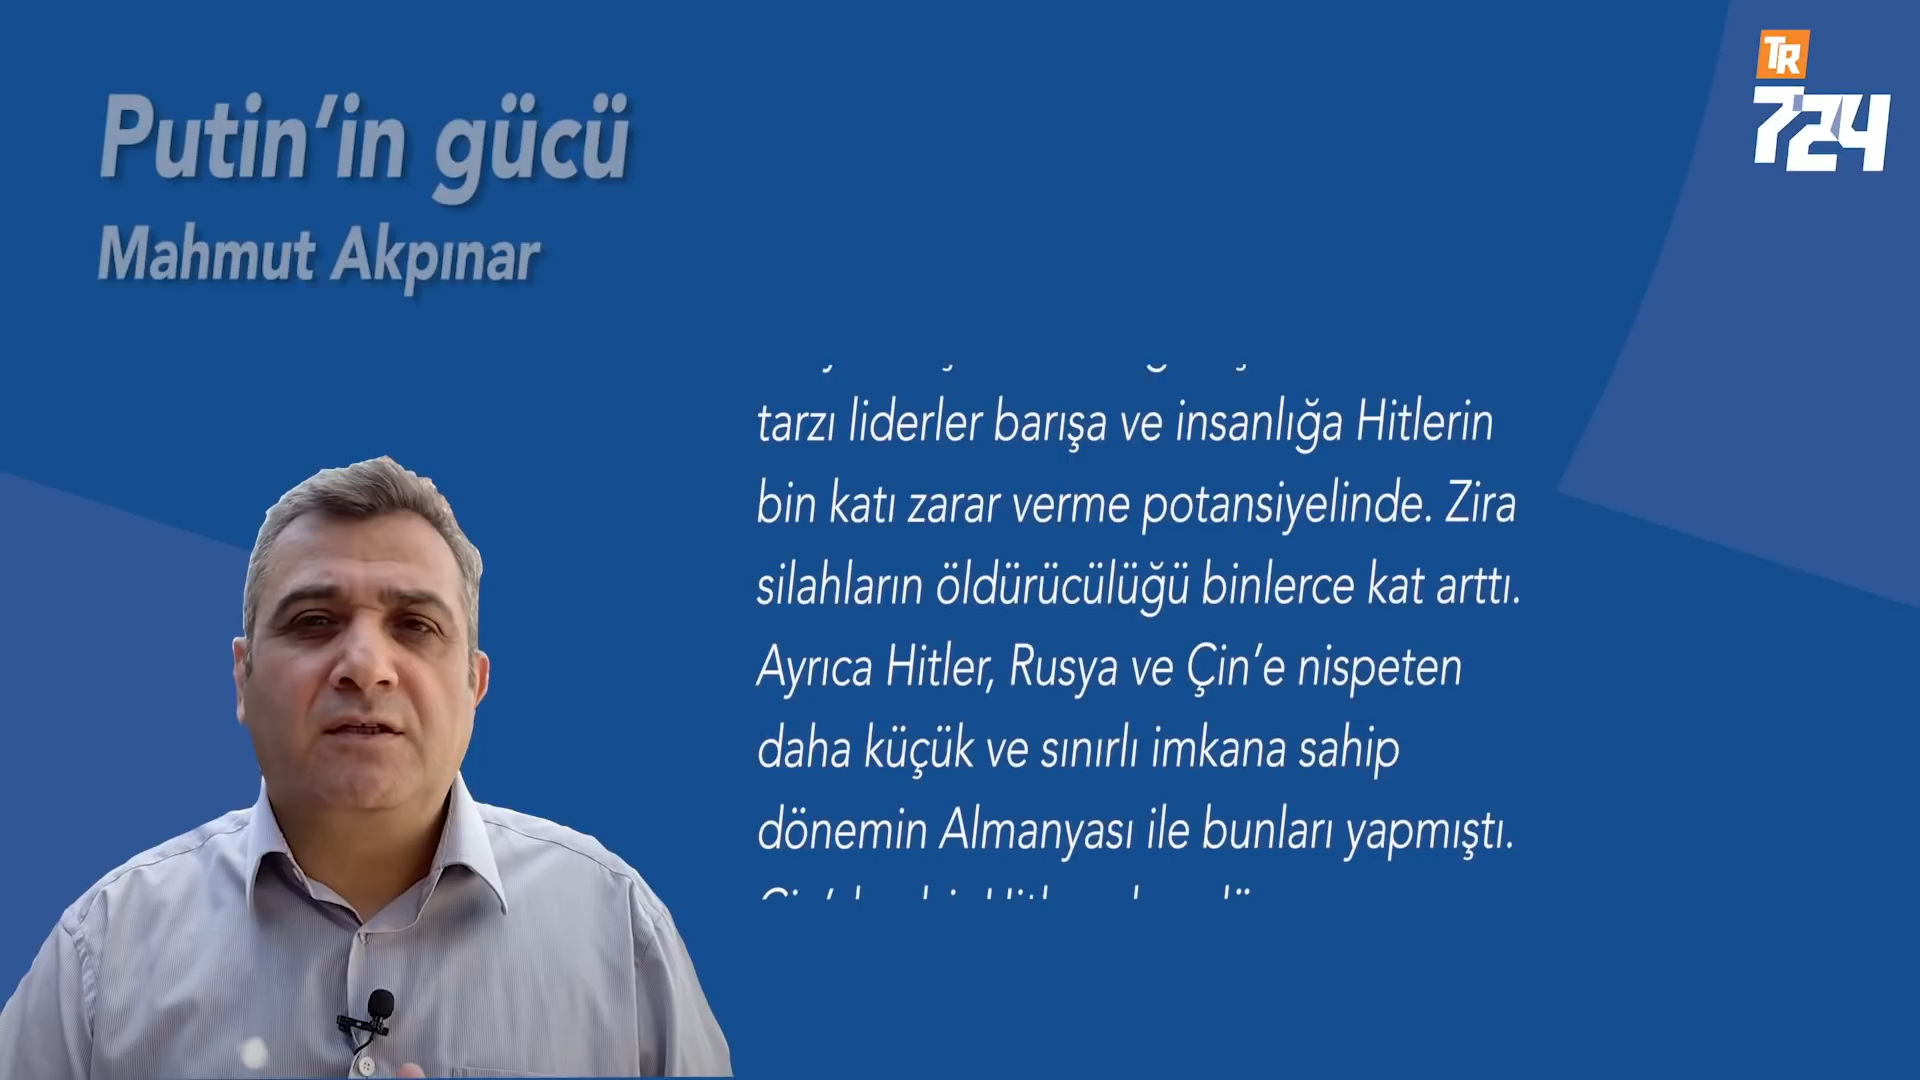 Putin’in gücü
Mahmut Akpınar
TR
724
tarzı liderler barışa ve insanlığa Hitlerin
bin katı zarar verme potansiyelinde. Zira
silahların öldürücülüğü binlerce kat arttı.
Ayrıca Hitler, Rusya ve Çin’e nispeten
daha küçük ve sınırlı imkana sahip
dönemin Almanyası ile bunları yapmıştı.